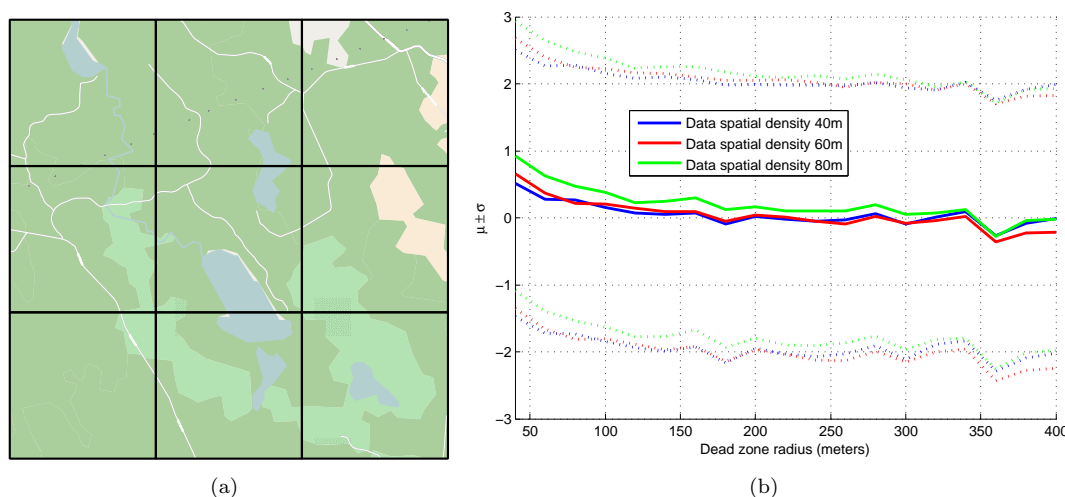 3
2
1
0
−1
−2
−3
μ ± σ
Data spatial density 40m
Data spatial density 60m
Data spatial density 80m
50 100 150 200 250 300 350 400
Dead zone radius (meters)
(a) (b)